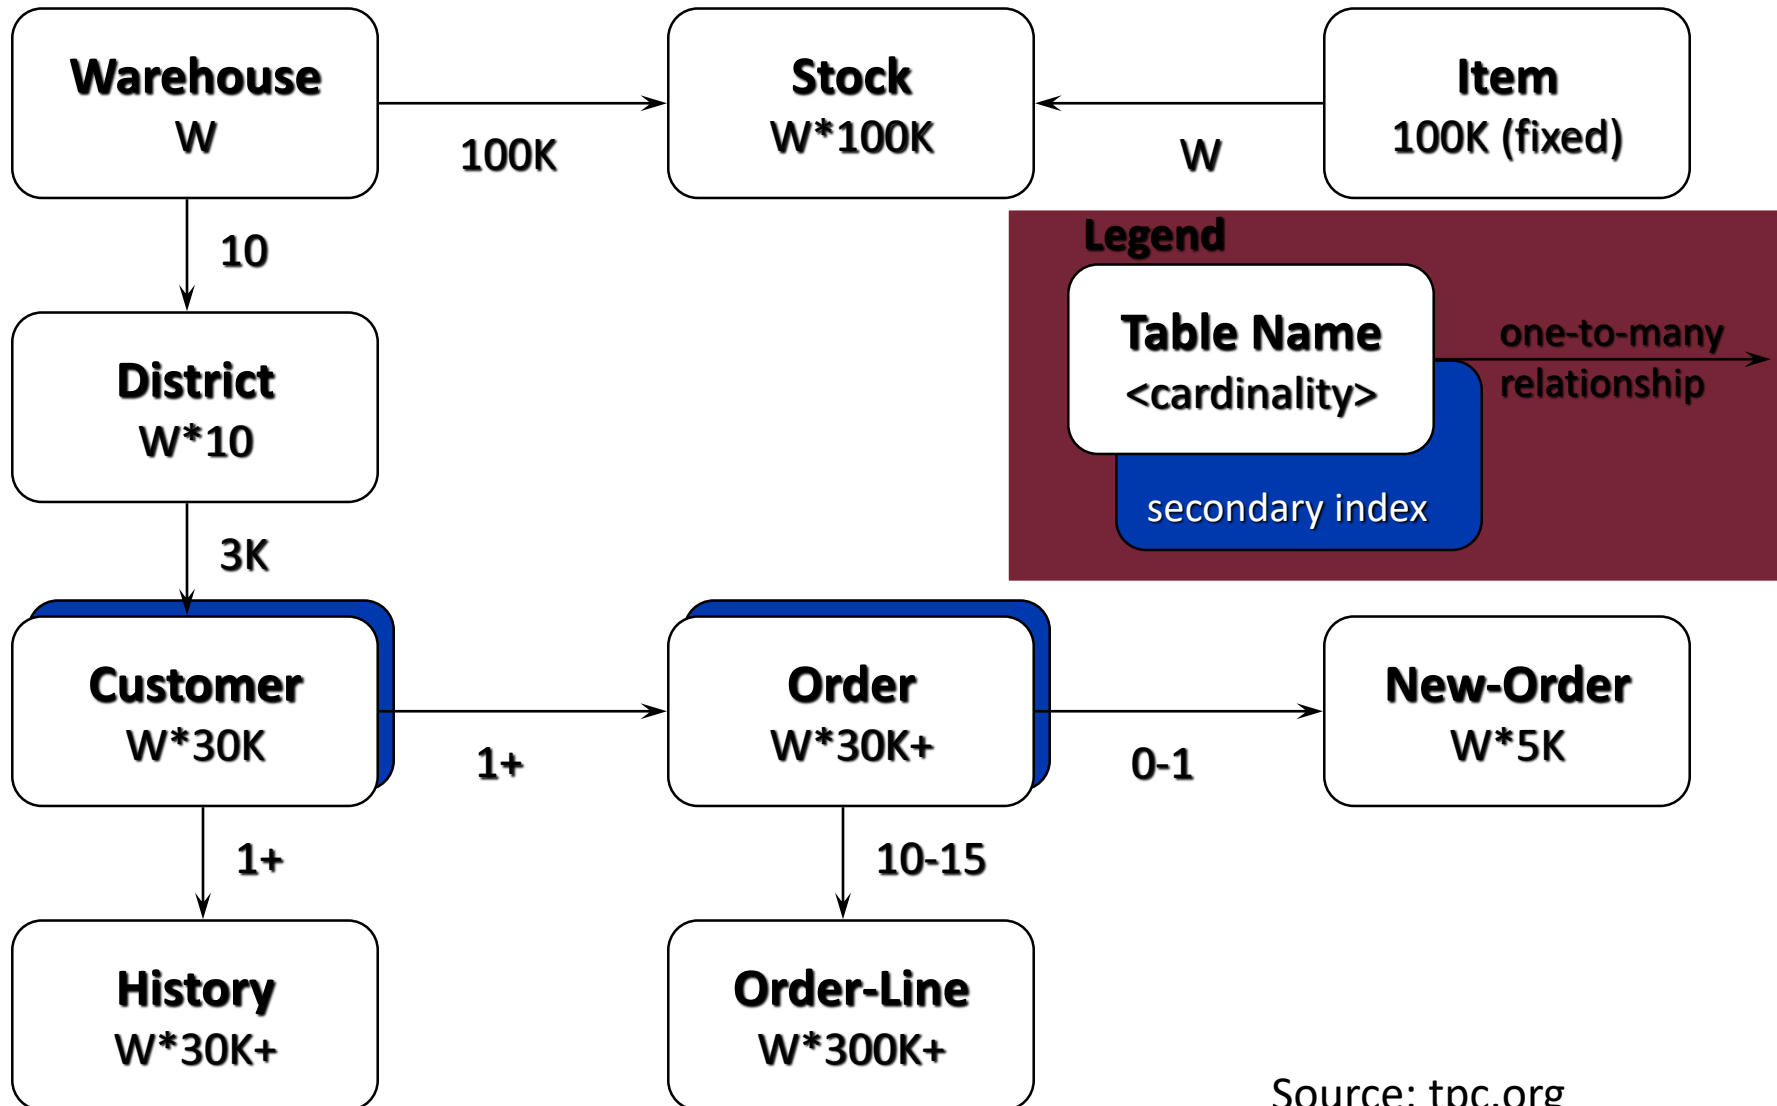 Warehouse
W
100K
Stock
W*100K
W
Item
100K (fixed)
10
Legend
Table Name
<cardinality>
one-to-many
relationship
secondary index
District
W*10
3K
Customer
W*30K
1+
Order
W*30K+
0-1
New-Order
W*5K
1+
10-15
History
W*30K+
Order-Line
W*300K+
Source: tpc.org